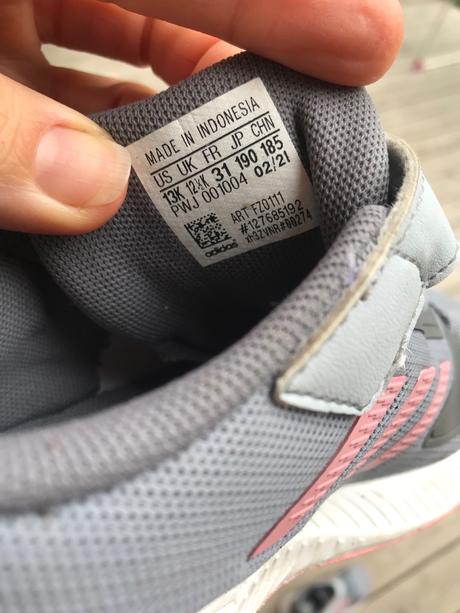 MADE IN INDONESIA
US UK FR JP CHN
13K 12½K 31 190 185
PWJ 001004 02/21
ART FZ0111
#127685192
adidas